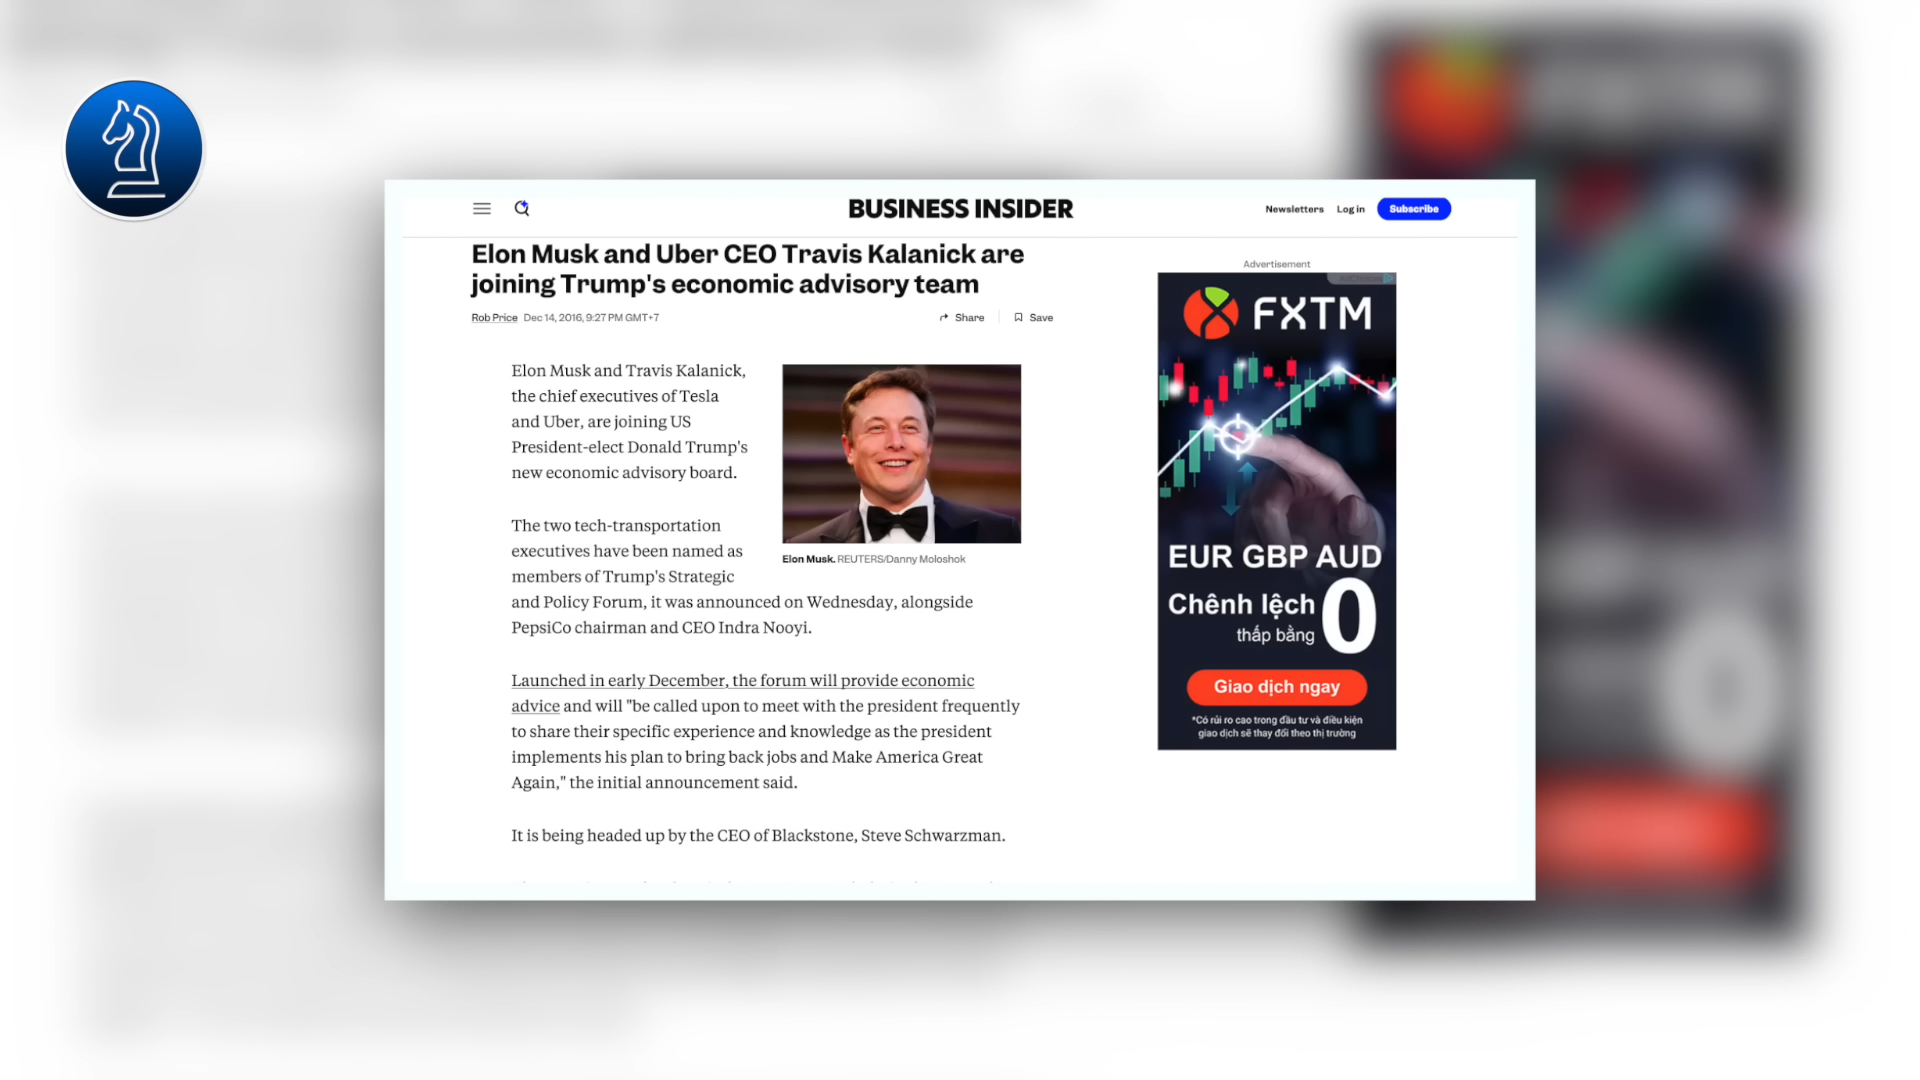 BUSINESS INSIDER
Newsletters Log in Subscribe
Elon Musk and Uber CEO Travis Kalanick are
joining Trump's economic advisory team
Rob Price Dec 14, 2016, 9:27 PM GMT+7
Share Save
Elon Musk and Travis Kalanick,
the chief executives of Tesla
and Uber, are joining US
President-elect Donald Trump's
new economic advisory board.
Elon Musk. REUTERS/Danny Moloshok
The two tech-transportation
executives have been named as
members of Trump's Strategic
and Policy Forum, it was announced on Wednesday, alongside
PepsiCo chairman and CEO Indra Nooyi.
Launched in early December, the forum will provide economic
advice and will "be called upon to meet with the president frequently
to share their specific experience and knowledge as the president
implements his plan to bring back jobs and Make America Great
Again," the initial announcement said.
It is being headed up by the CEO of Blackstone, Steve Schwarzman.
Advertisement
FXTM
EUR GBP AUD
Chênh lệch
thấp bằng
0
Giao dịch ngay
*Có rủi ro cao trong đầu tư và điều kiện
giao dịch sẽ thay đổi theo thị trường